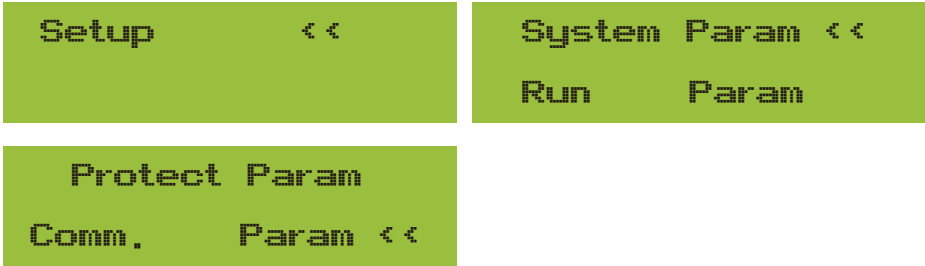 Setup <<
System Param <<
Run Param
Protect Param
Comm. Param <<